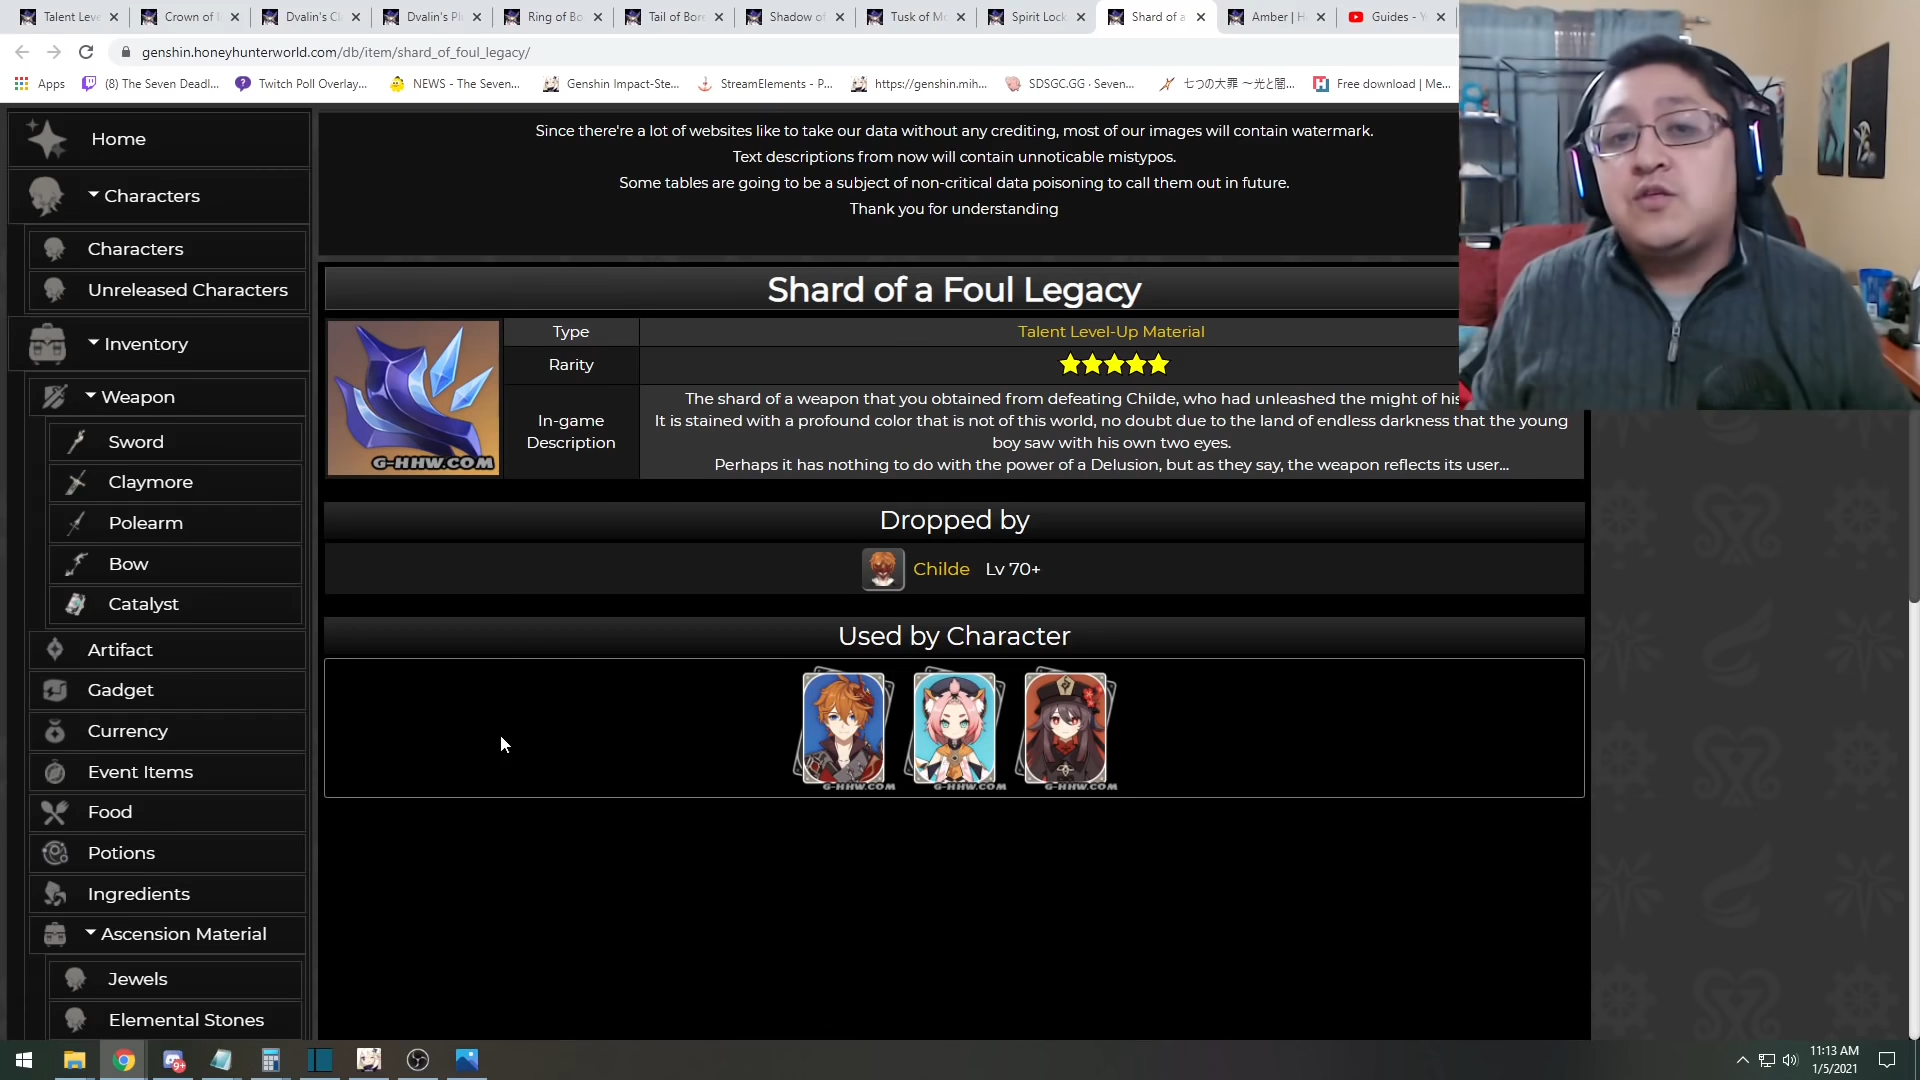 Talent Leve
Crown of I
Dvalin's Cl
Dvalin's Pl
Ring of Bo
Tail of Bore
Shadow of
Tusk of Mo
Spirit Lock
Shard of a
Amber | H
Guides - Y
genshin.honeyhunterworld.com/db/item/shard_of_foul_legacy/
Apps
(8) The Seven Deadl...
Twitch Poll Overlay...
NEWS - The Seven...
Genshin Impact-Ste...
StreamElements - P...
https://genshin.mih...
SDSGC.GG · Seven...
七つの大罪 ～光と闇...
Free download | Me...
Home
Characters
Characters
Unreleased Characters
Inventory
Weapon
Sword
Claymore
Polearm
Bow
Catalyst
Artifact
Gadget
Currency
Event Items
Food
Potions
Ingredients
Ascension Material
Jewels
Elemental Stones
Since there're a lot of websites like to take our data without any crediting, most of our images will contain watermark.
Text descriptions from now will contain unnoticable mistypos.
Some tables are going to be a subject of non-critical data poisoning to call them out in future.
Thank you for understanding
Shard of a Foul Legacy
G-HHW.COM
Type
Talent Level-Up Material
Rarity
In-game
Description
The shard of a weapon that you obtained from defeating Childe, who had unleashed the might of his
It is stained with a profound color that is not of this world, no doubt due to the land of endless darkness that the young
boy saw with his own two eyes.
Perhaps it has nothing to do with the power of a Delusion, but as they say, the weapon reflects its user...
Dropped by
Childe Lv 70+
Used by Character
G-HHW.COM
G-HHW.COM
G-HHW.COM
9+
11:13 AM
1/5/2021